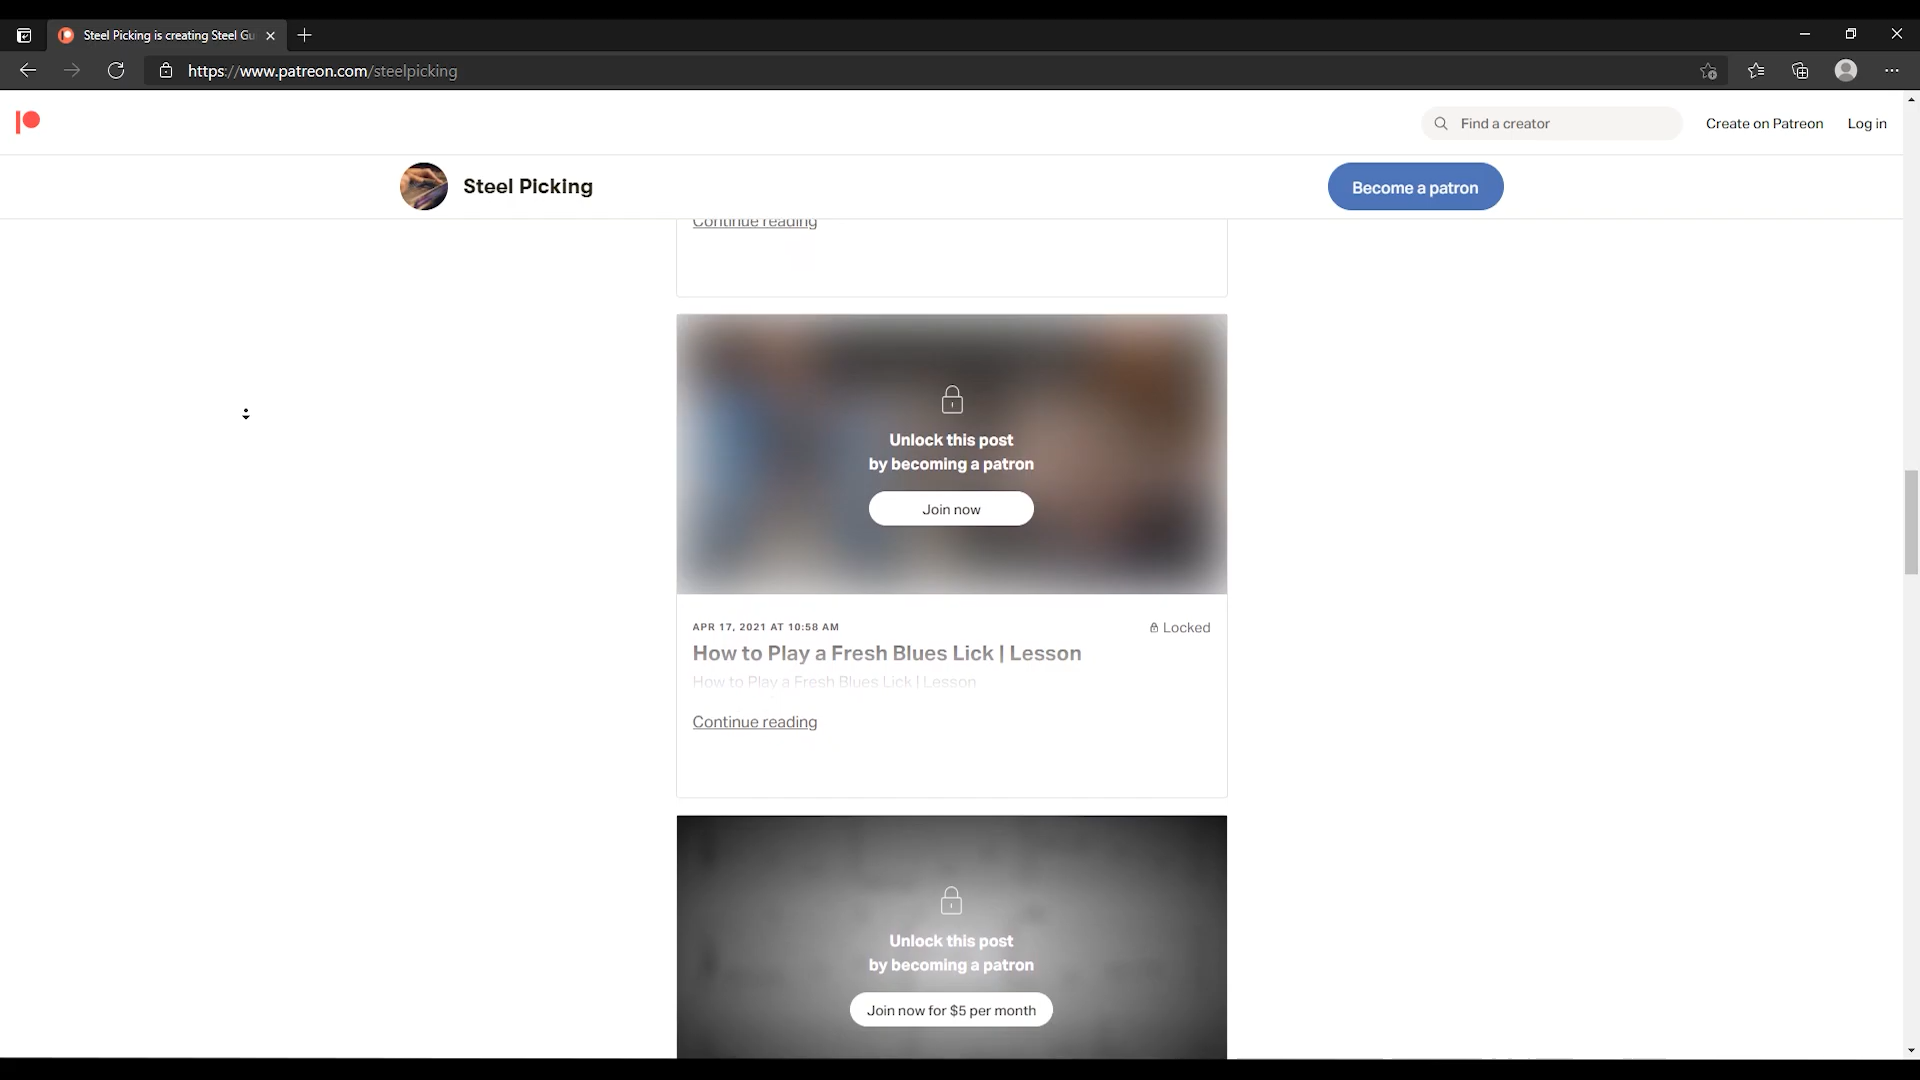 Steel Picking is creating Steel Gu
https://www.patreon.com/steelpicking
Find a creator
Create on Patreon
Log in
Steel Picking
Become a patron
Continue reading
Unlock this post
by becoming a patron
Join now
APR 17, 2021 AT 10:58 AM
Locked
How to Play a Fresh Blues Lick | Lesson
How to Play a Fresh Blues Lick | Lesson
Continue reading
Unlock this post
by becoming a patron
Join now for $5 per month